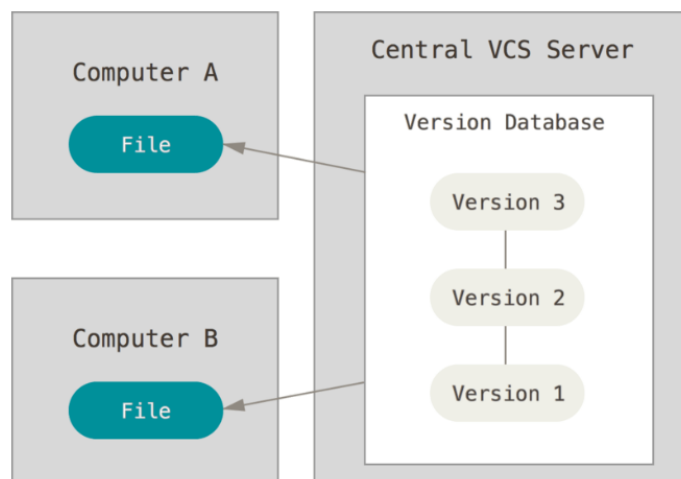 Computer A
File
Computer B
File
Central VCS Server
Version Database
Version 3
Version 2
Version 1